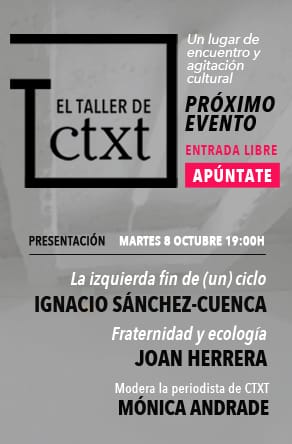 Un lugar de
encuentro y
agitación
cultural
EL TALLER DE
ctxt
PRÓXIMO
EVENTO
ENTRADA LIBRE
APÚNTATE
PRESENTACIÓN MARTES 8 OCTUBRE 19:00H
La izquierda fin de (un) ciclo
IGNACIO SÁNCHEZ-CUENCA
Fraternidad y ecología
JOAN HERRERA
Modera la periodista de CTXT
MÓNICA ANDRADE